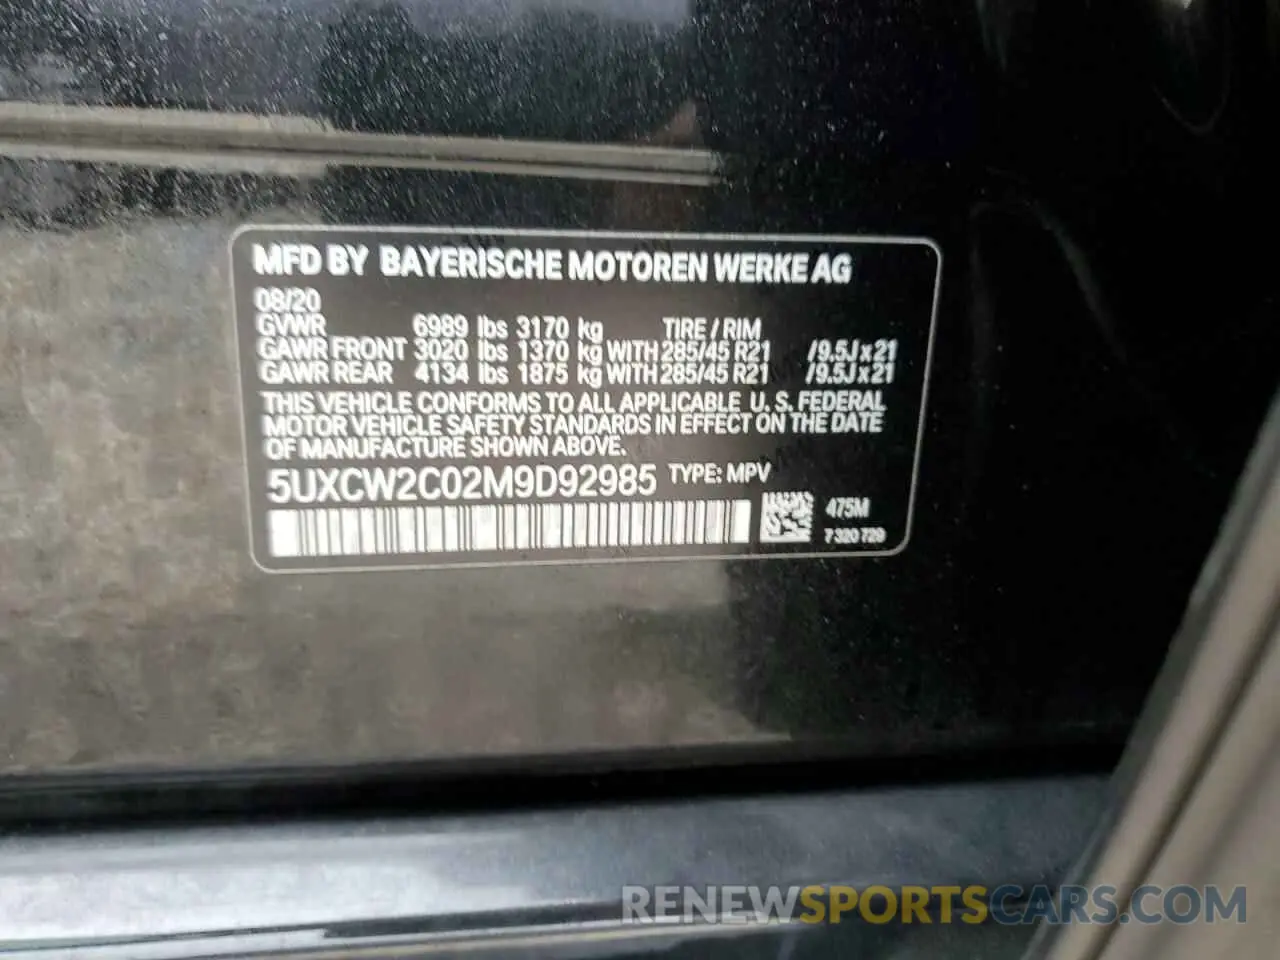 MFD BY BAYERISCHE MOTOREN WERKE AG
08/20
GVWR 6989 lbs 3170 kg TIRE / RIM
GAWR FRONT 3020 lbs 1370 kg WITH 285/45 R21 /9.5J x 21
GAWR REAR 4134 lbs 1875 kg WITH 285/45 R21 /9.5J x 21
THIS VEHICLE CONFORMS TO ALL APPLICABLE U. S. FEDERAL
MOTOR VEHICLE SAFETY STANDARDS IN EFFECT ON THE DATE
OF MANUFACTURE SHOWN ABOVE.
5UXCW2C02M9D92985 TYPE: MPV
475M
7 320 729
RENEWSPORTSCARS.COM